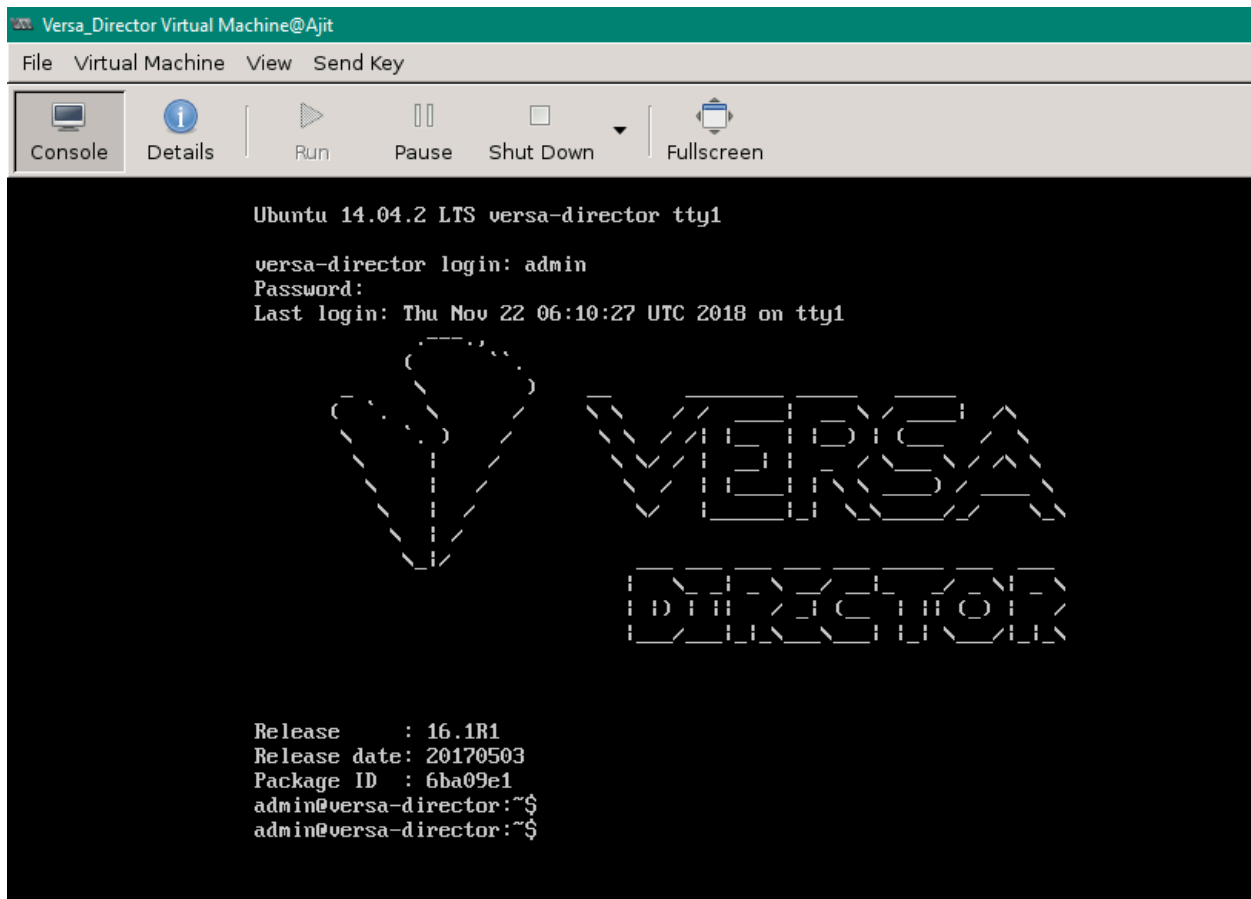 Versa_Director Virtual Machine@Ajit
File Virtual Machine View Send Key
Console Details Run Pause Shut Down Fullscreen
Ubuntu 14.04.2 LTS versa-director tty1
versa-director login: admin
Password:
Last login: Thu Nov 22 06:10:27 UTC 2018 on tty1
VERSA
DIRECTOR
Release : 16.1R1
Release date: 20170503
Package ID : 6ba09e1
admin@versa-director:~$
admin@versa-director:~$